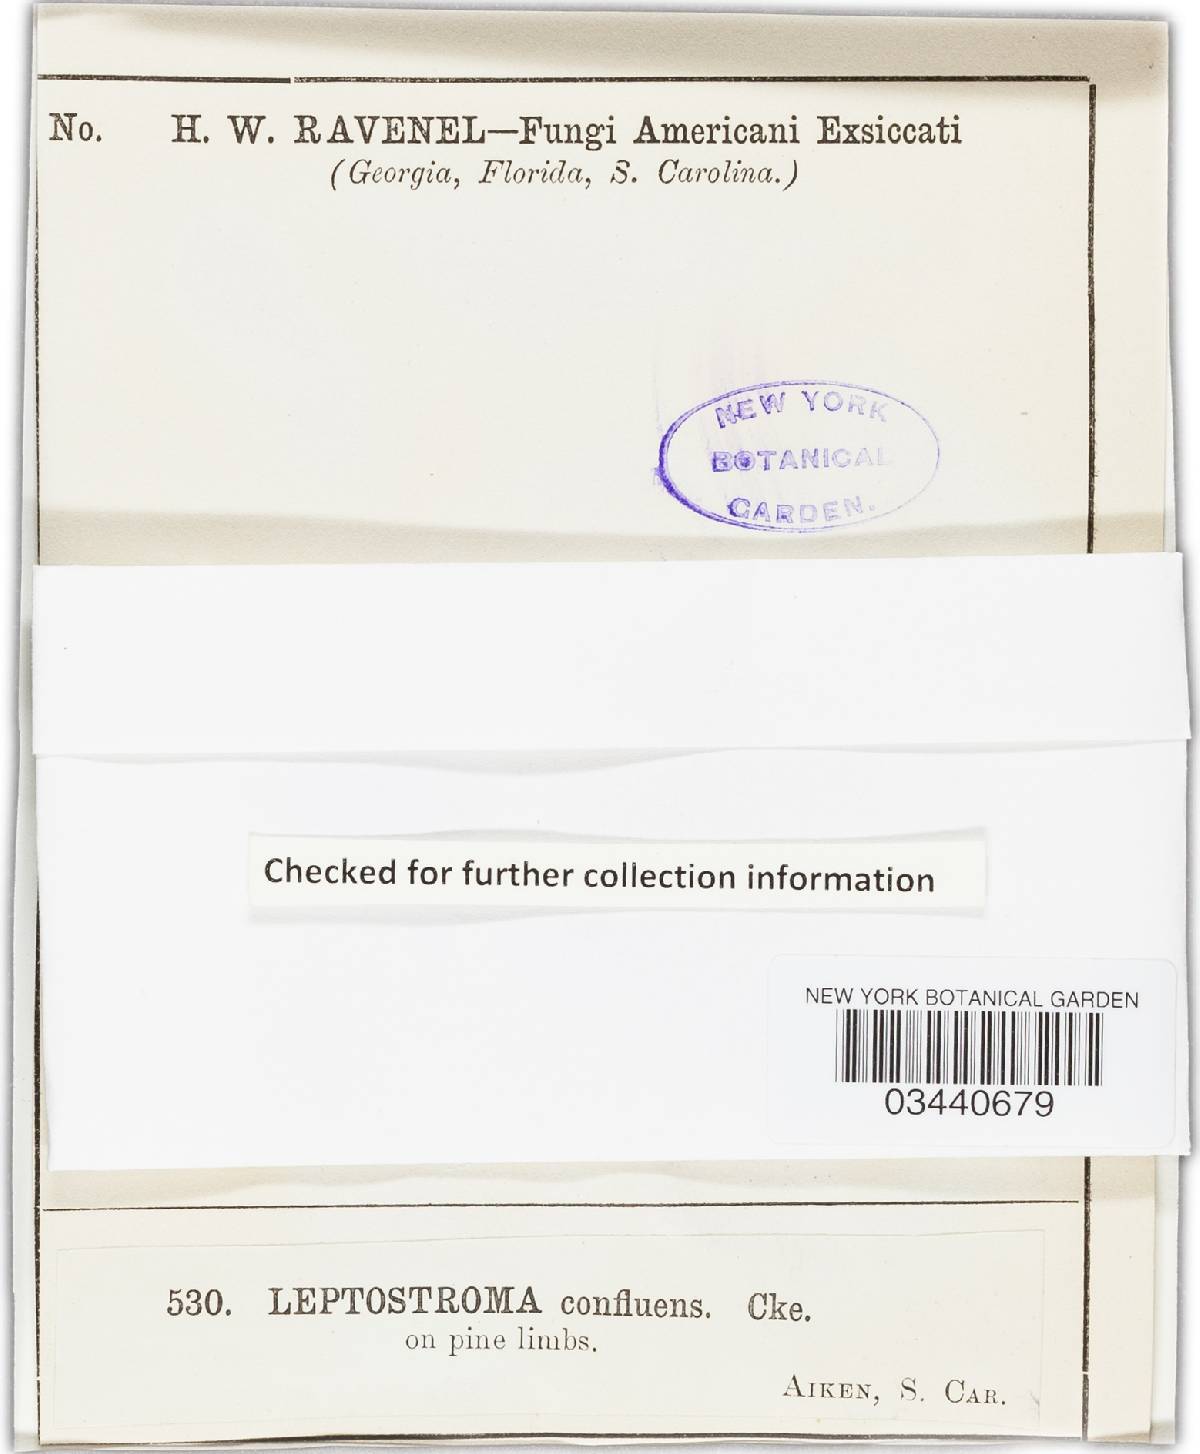 No. H. W. RAVENEL—Fungi Americani Exsiccati
(Georgia, Florida, S. Carolina.)
NEW YORK
BOTANICAL
GARDEN.
Checked for further collection information
NEW YORK BOTANICAL GARDEN
03440679
530. LEPTOSTROMA confluens. Cke.
on pine limbs.
AIKEN, S. CAR.